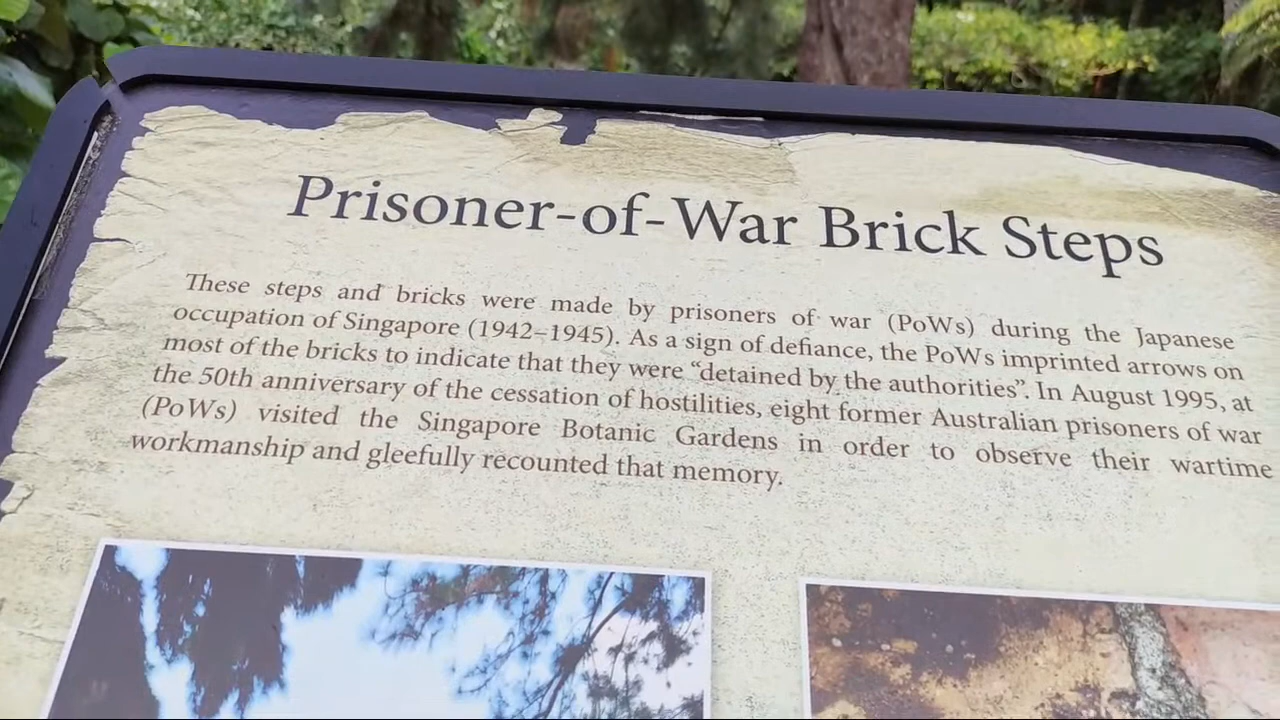 Prisoner-of-War Brick Steps
These steps and bricks were made by prisoners of war (PoWs) during the Japanese
occupation of Singapore (1942–1945). As a sign of defiance, the PoWs imprinted arrows on
most of the bricks to indicate that they were “detained by the authorities”. In August 1995, at
the 50th anniversary of the cessation of hostilities, eight former Australian prisoners of war
(PoWs) visited the Singapore Botanic Gardens in order to observe their wartime
workmanship and gleefully recounted that memory.